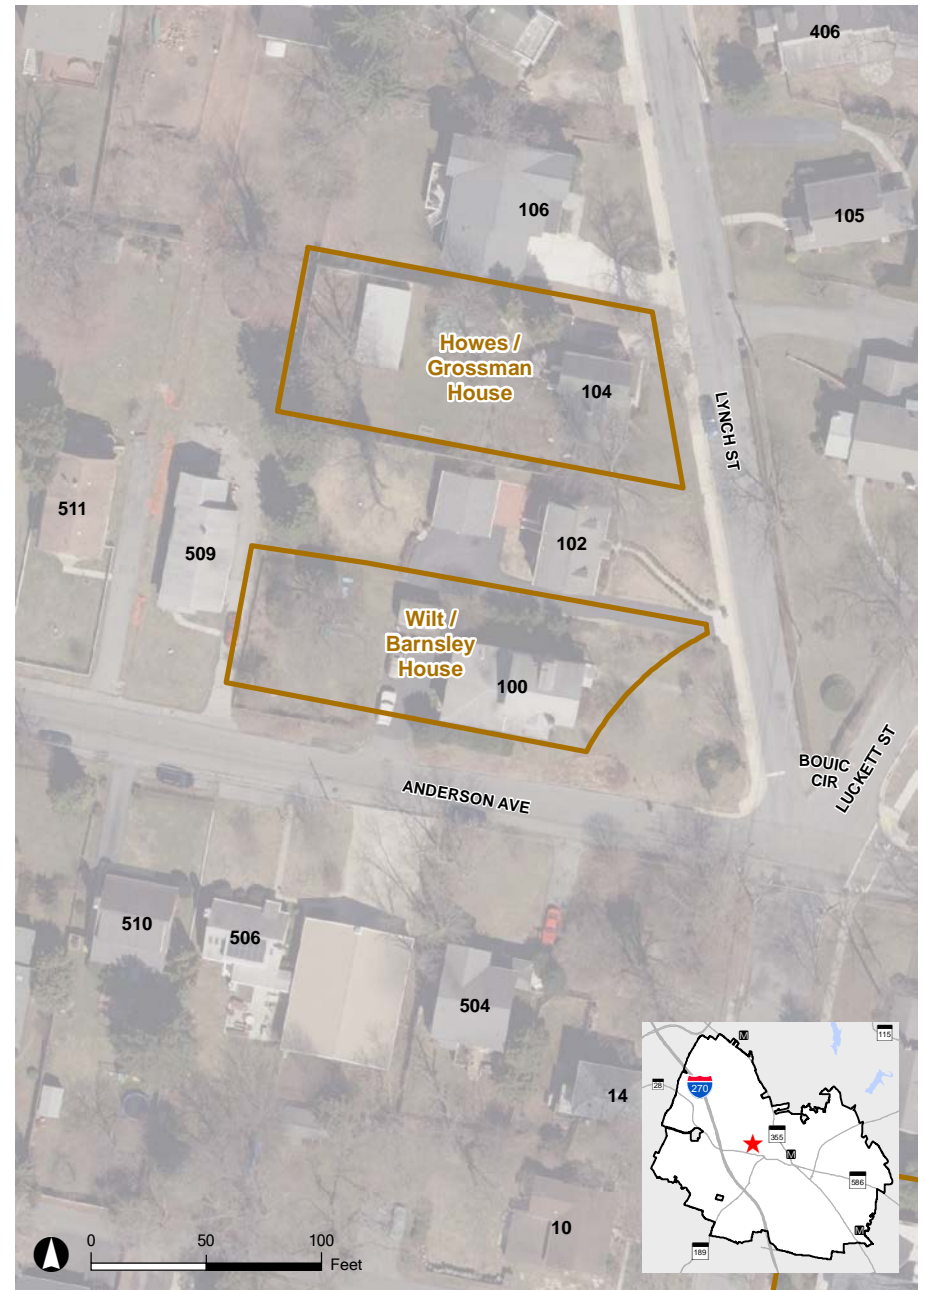 406
106
105
Howes /
Grossman
House
104
LYNCH ST
511
509
102
Wilt /
Barnsley
House
100
BOUIC
CIR
LUCKETT ST
ANDERSON AVE
510
506
504
14
10
0 50 100
Feet
M
115
28
270
355
M
586
M
189